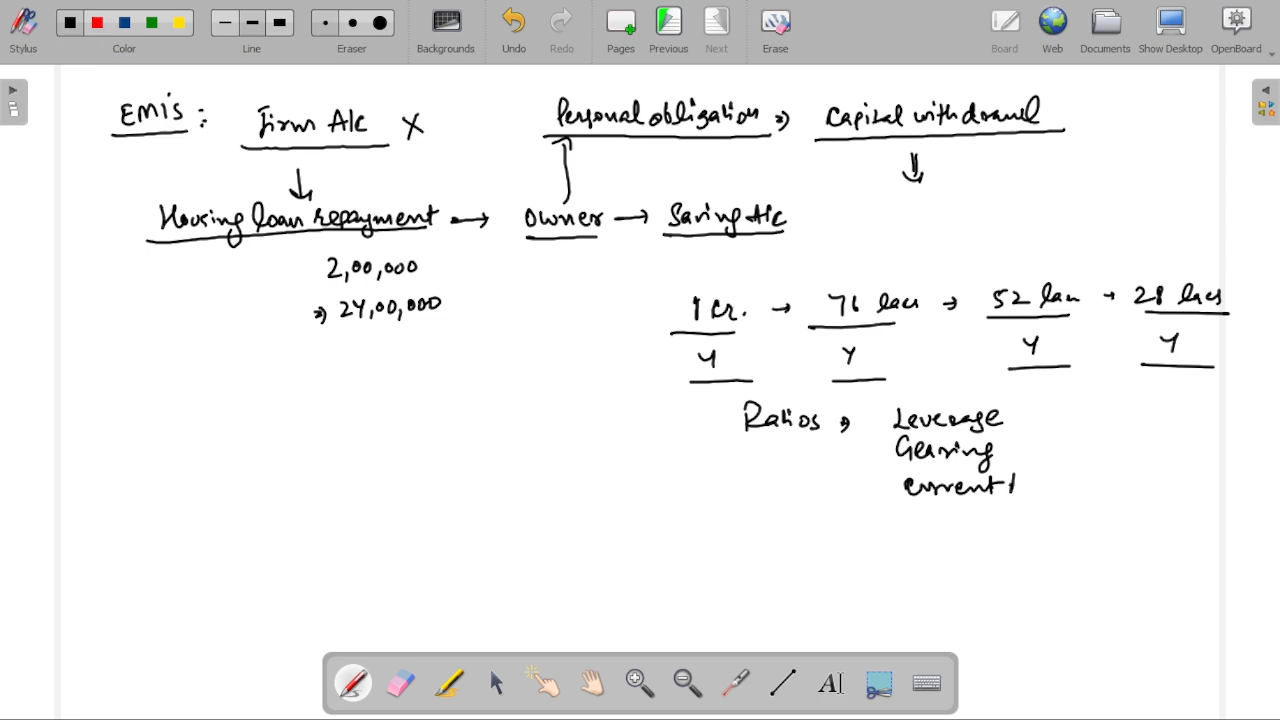 Stylus Color Line Eraser Backgrounds Undo Redo Pages Previous Next Erase Board Web Documents Show Desktop OpenBoard
EMIs : Firm A/c X Personal obligation ⇒ Capital withdrawal
Housing loan repayment → owner → Saving A/c
2,00,000
⇒ 24,00,000
1 Cr. → 76 lacs → 52 lacs → 28 lacs
Y Y Y Y
Ratios ⇒ Leverage
Gearing
current